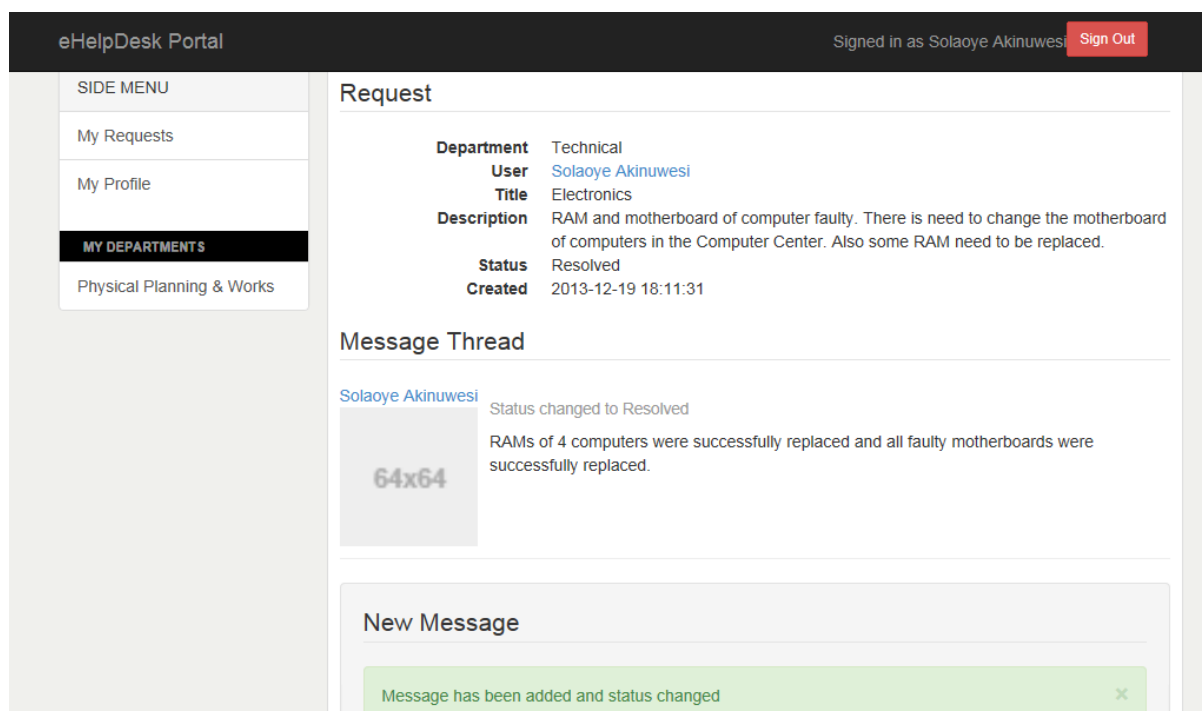 eHelpDesk Portal
Signed in as Solaoye Akinuwesi
Sign Out
SIDE MENU
My Requests
My Profile
MY DEPARTMENTS
Physical Planning & Works
Request
Department Technical
User Solaoye Akinuwesi
Title Electronics
Description RAM and motherboard of computer faulty. There is need to change the motherboard
of computers in the Computer Center. Also some RAM need to be replaced.
Status Resolved
Created 2013-12-19 18:11:31
Message Thread
Solaoye Akinuwesi
64x64
Status changed to Resolved
RAMs of 4 computers were successfully replaced and all faulty motherboards were
successfully replaced.
New Message
Message has been added and status changed ×